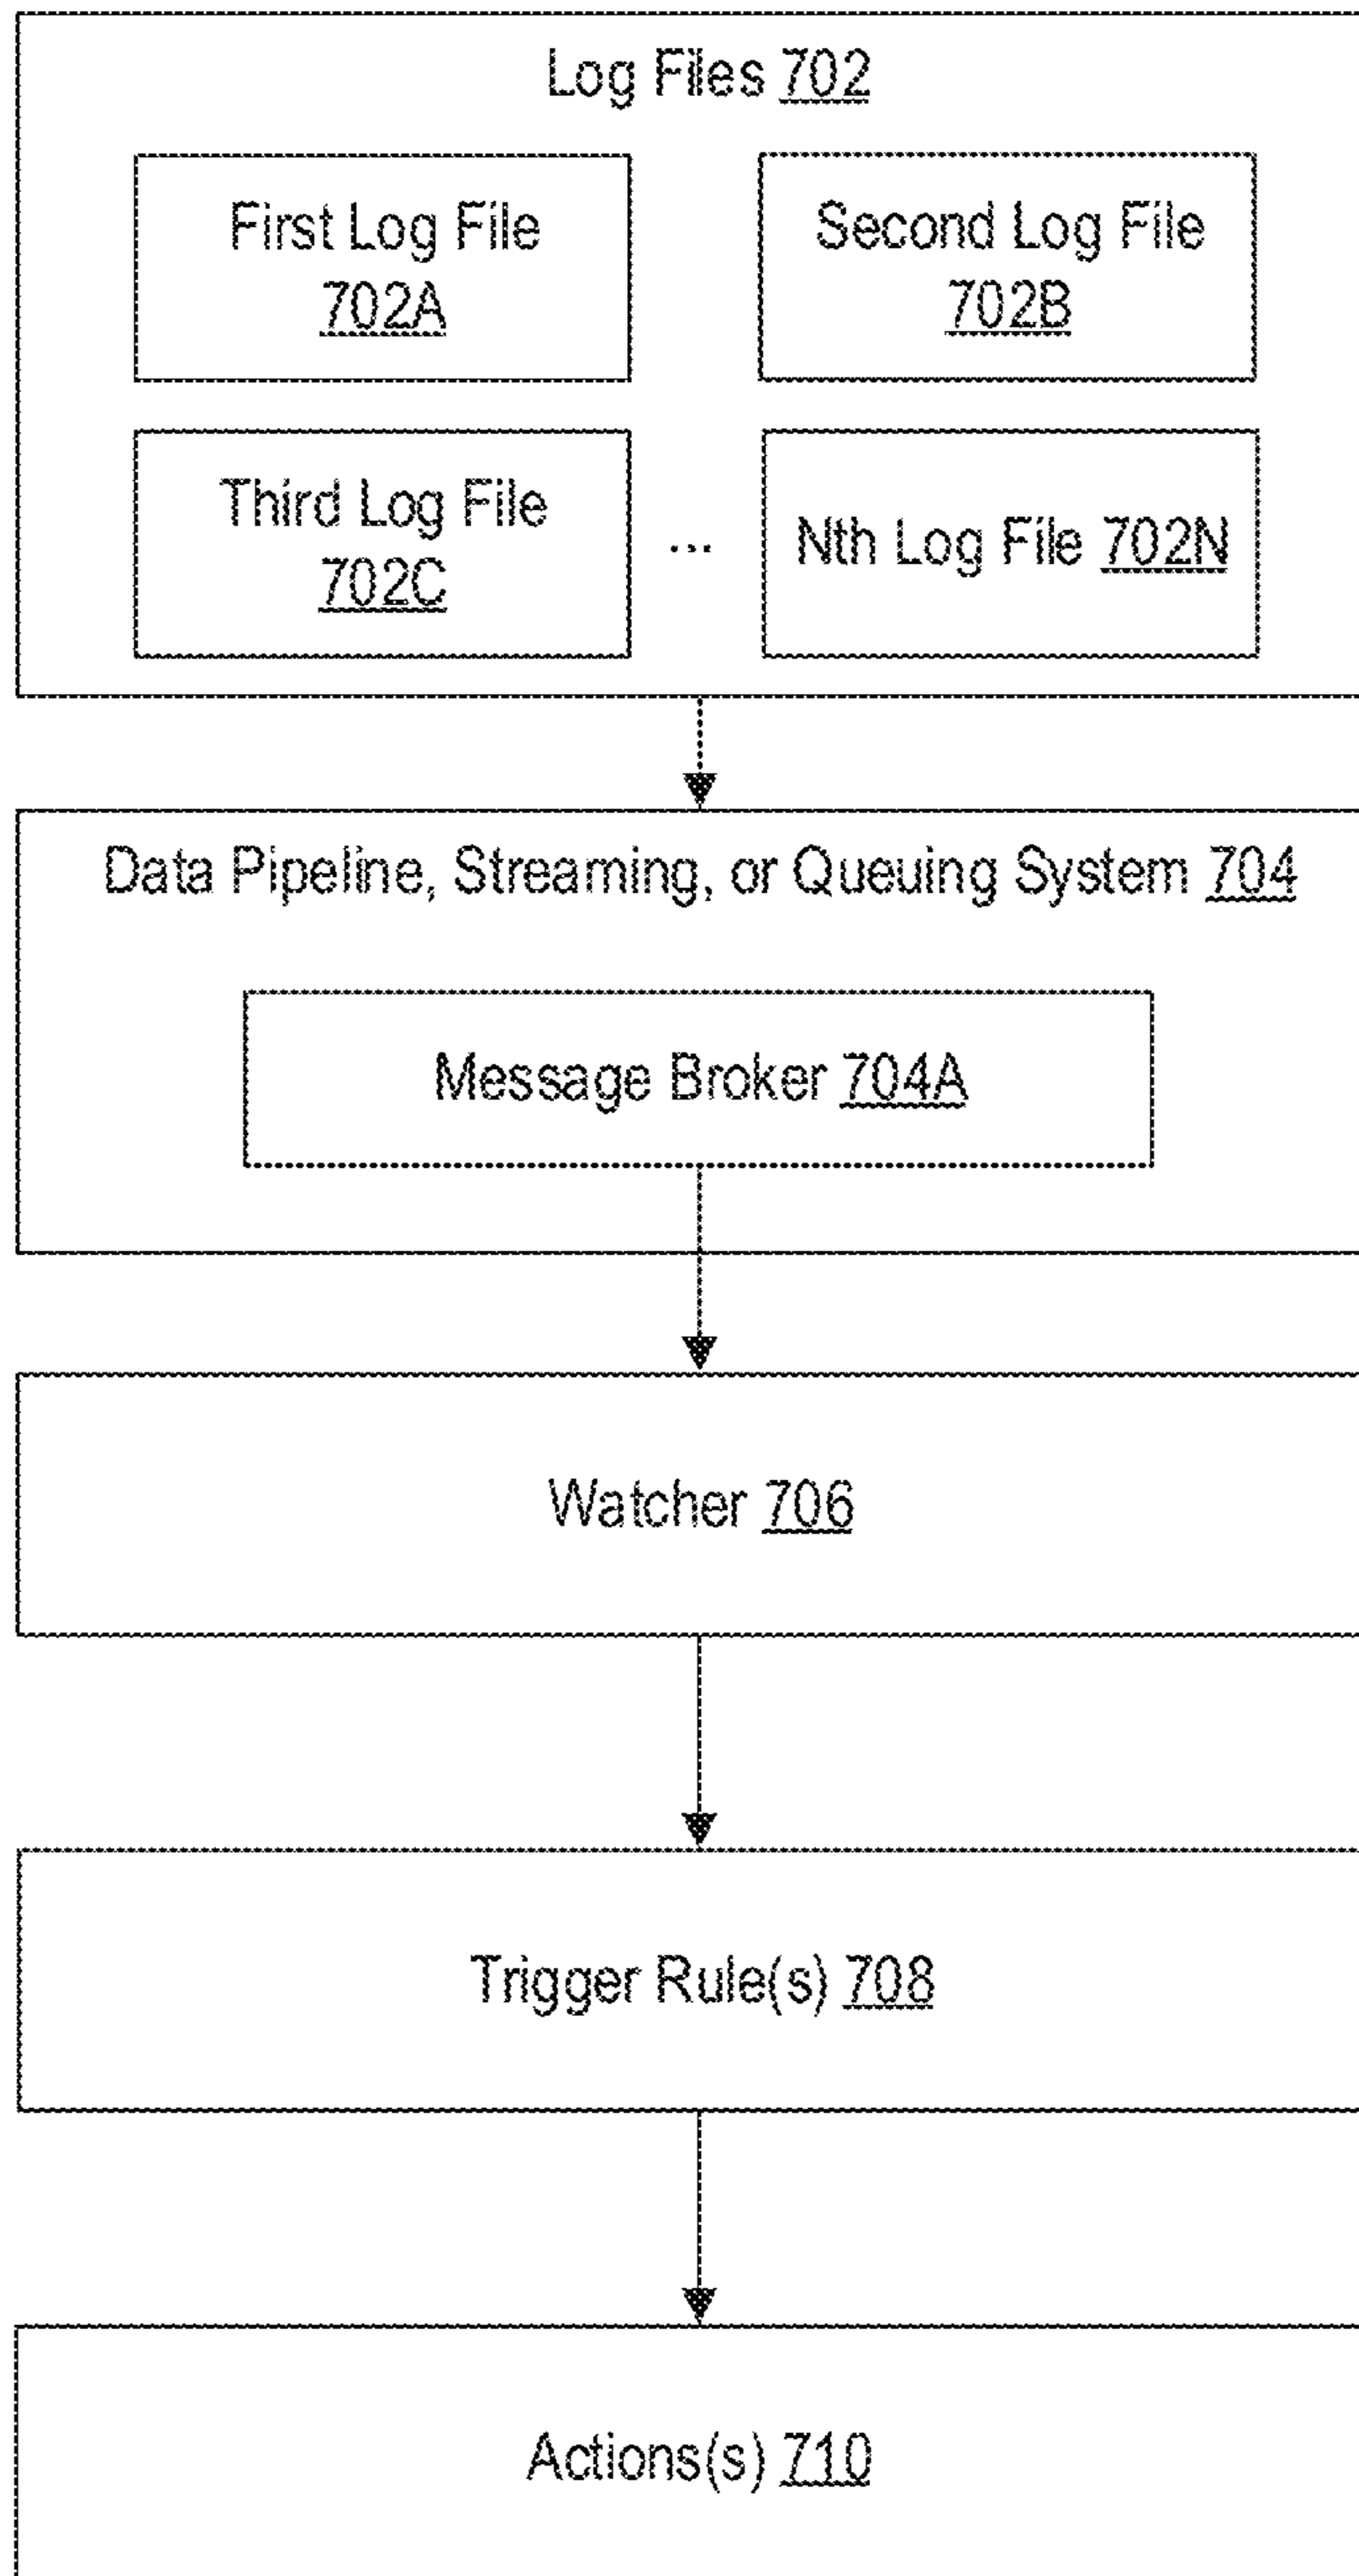 Log Files 702
First Log File
702A
Second Log File
702B
Third Log File
702C
...
Nth Log File 702N
Data Pipeline, Streaming, or Queuing System 704
Message Broker 704A
Watcher 706
Trigger Rule(s) 708
Actions(s) 710